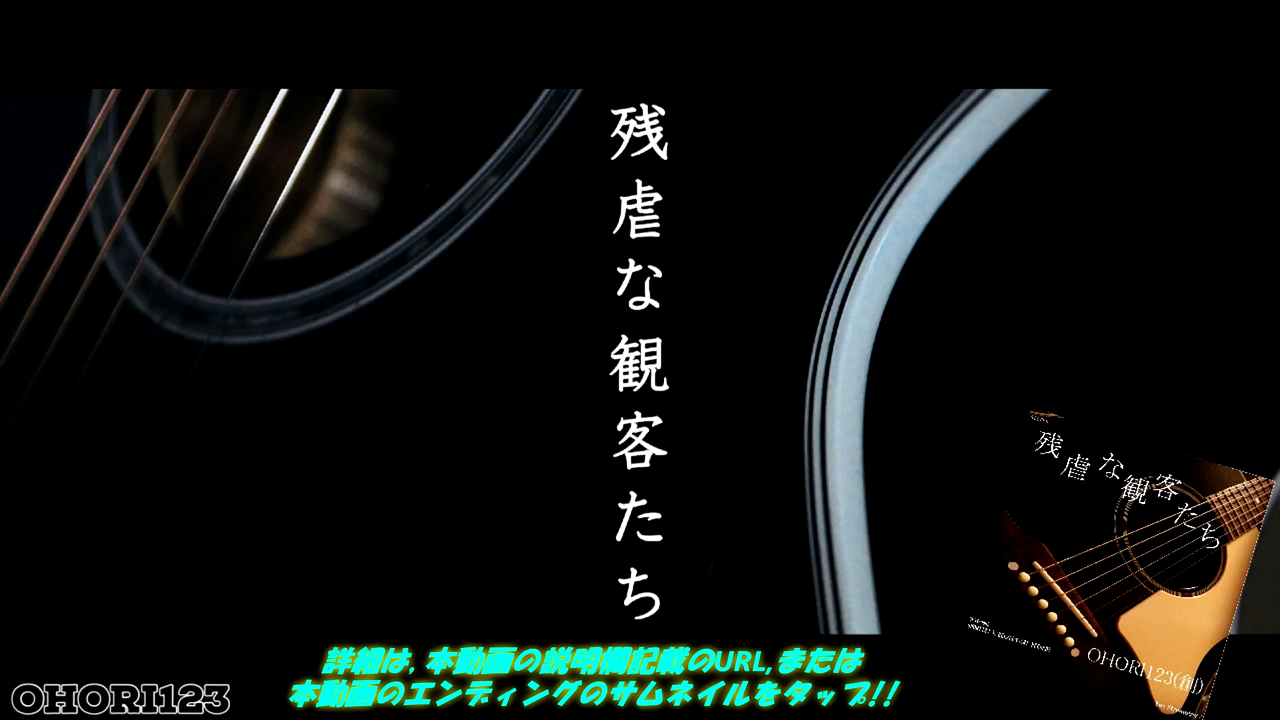 残虐な観客たち
残虐な観客たち
OHORI123(創)
詳細は,本動画の説明欄記載のURL,または
本動画のエンディングのサムネイルをタップ!!
OHORI123